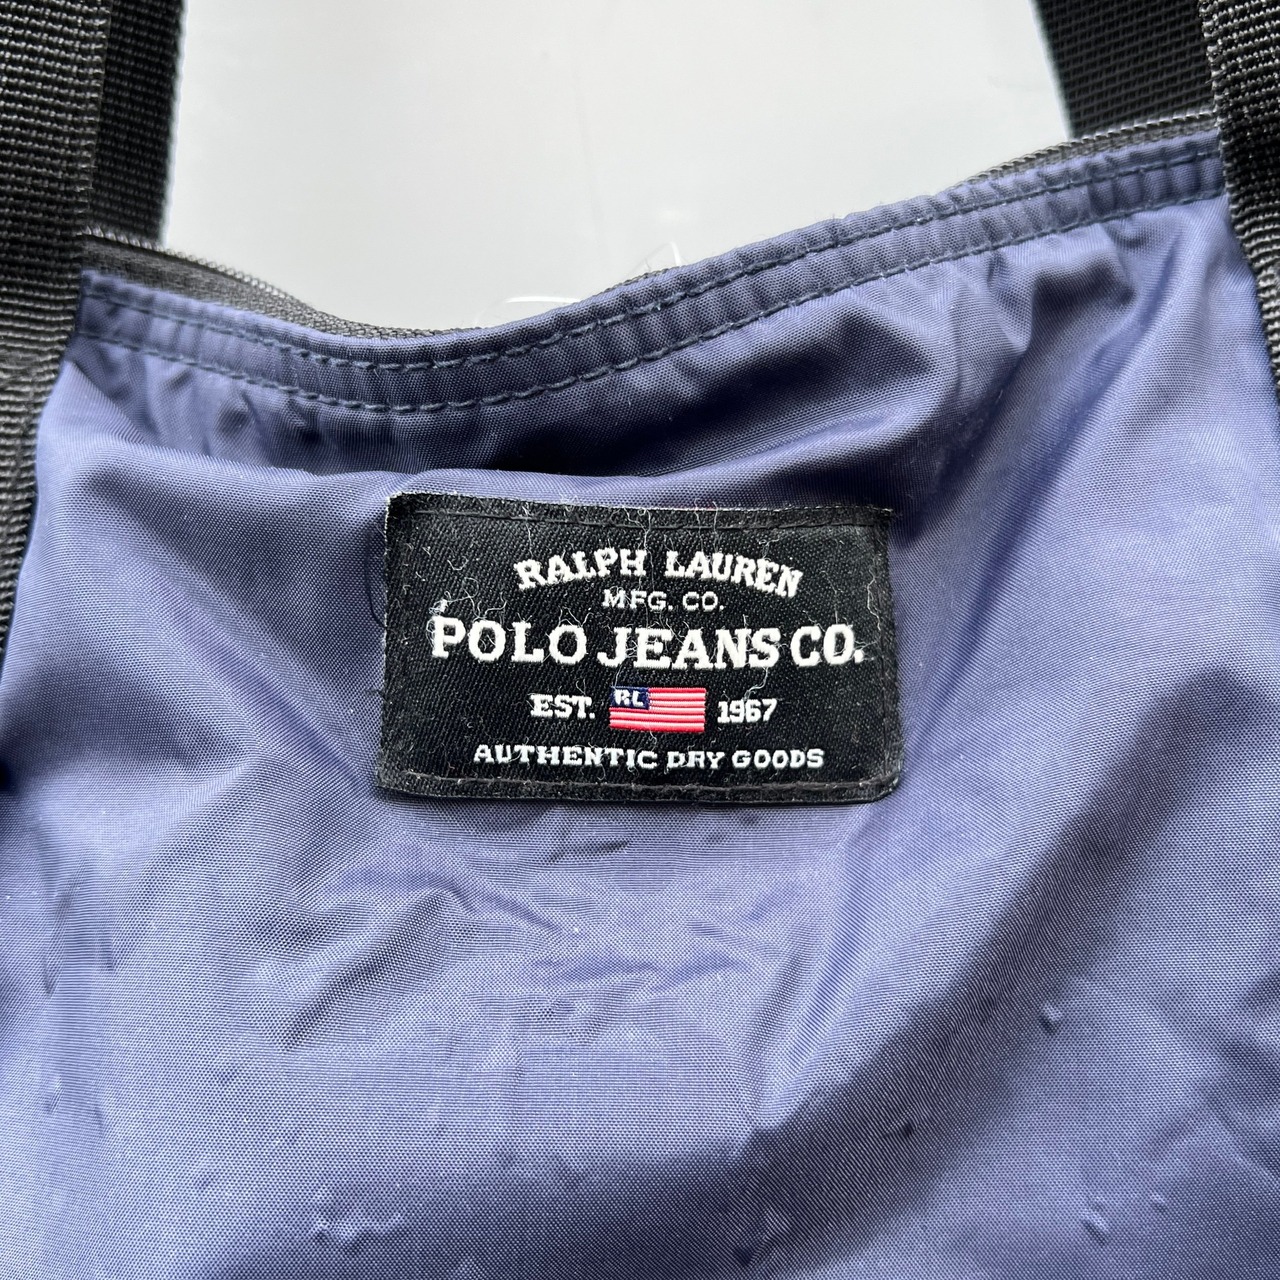 RALPH LAUREN
MFG. CO.
POLO JEANS CO.
RL
EST. 1967
AUTHENTIC DRY GOODS